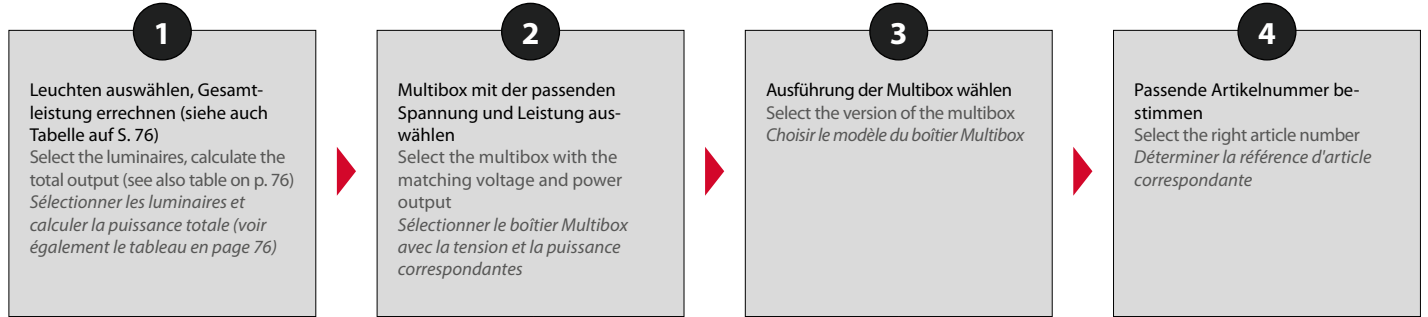 1
Leuchten auswählen, Gesamt-
leistung errechnen (siehe auch
Tabelle auf S. 76)
Select the luminaires, calculate the
total output (see also table on p. 76)
Sélectionner les luminaires et
calculer la puissance totale (voir
également le tableau en page 76)
2
Multibox mit der passenden
Spannung und Leistung aus-
wählen
Select the multibox with the
matching voltage and power
output
Sélectionner le boîtier Multibox
avec la tension et la puissance
correspondantes
3
Ausführung der Multibox wählen
Select the version of the multibox
Choisir le modèle du boîtier Multibox
4
Passende Artikelnummer be-
stimmen
Select the right article number
Déterminer la référence d'article
correspondante